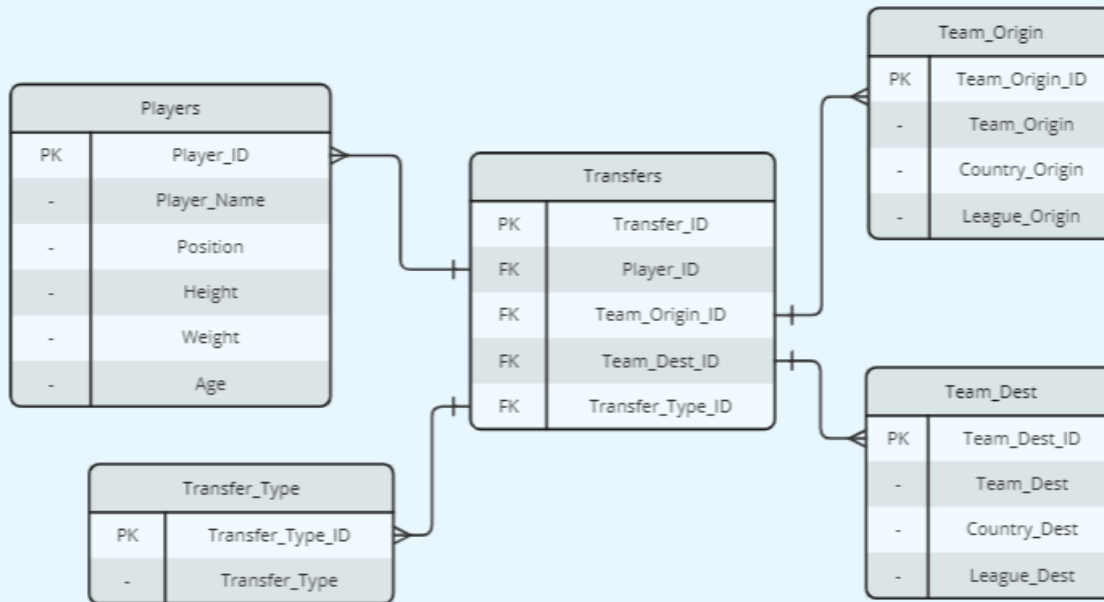 Players
PK Player_ID
- Player_Name
- Position
- Height
- Weight
- Age
Transfer_Type
PK Transfer_Type_ID
- Transfer_Type
Transfers
PK Transfer_ID
FK Player_ID
FK Team_Origin_ID
FK Team_Dest_ID
FK Transfer_Type_ID
Team_Origin
PK Team_Origin_ID
- Team_Origin
- Country_Origin
- League_Origin
Team_Dest
PK Team_Dest_ID
- Team_Dest
- Country_Dest
- League_Dest